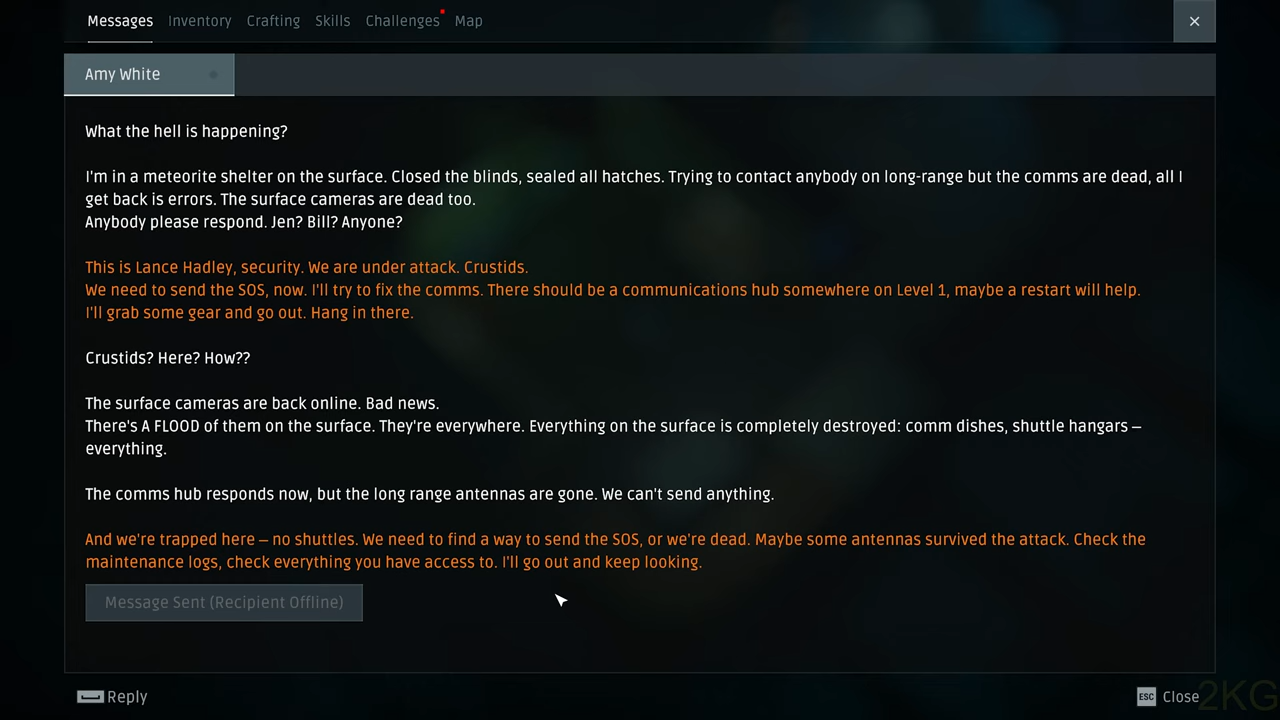 Messages Inventory Crafting Skills Challenges Map
Amy White
What the hell is happening?
I'm in a meteorite shelter on the surface. Closed the blinds, sealed all hatches. Trying to contact anybody on long-range but the comms are dead, all I
get back is errors. The surface cameras are dead too.
Anybody please respond. Jen? Bill? Anyone?
This is Lance Hadley, security. We are under attack. Crustids.
We need to send the SOS, now. I'll try to fix the comms. There should be a communications hub somewhere on Level 1, maybe a restart will help.
I'll grab some gear and go out. Hang in there.
Crustids? Here? How??
The surface cameras are back online. Bad news.
There's A FLOOD of them on the surface. They're everywhere. Everything on the surface is completely destroyed: comm dishes, shuttle hangars –
everything.
The comms hub responds now, but the long range antennas are gone. We can't send anything.
And we're trapped here – no shuttles. We need to find a way to send the SOS, or we're dead. Maybe some antennas survived the attack. Check the
maintenance logs, check everything you have access to. I'll go out and keep looking.
Message Sent (Recipient Offline)
Reply
ESC Close
2KG